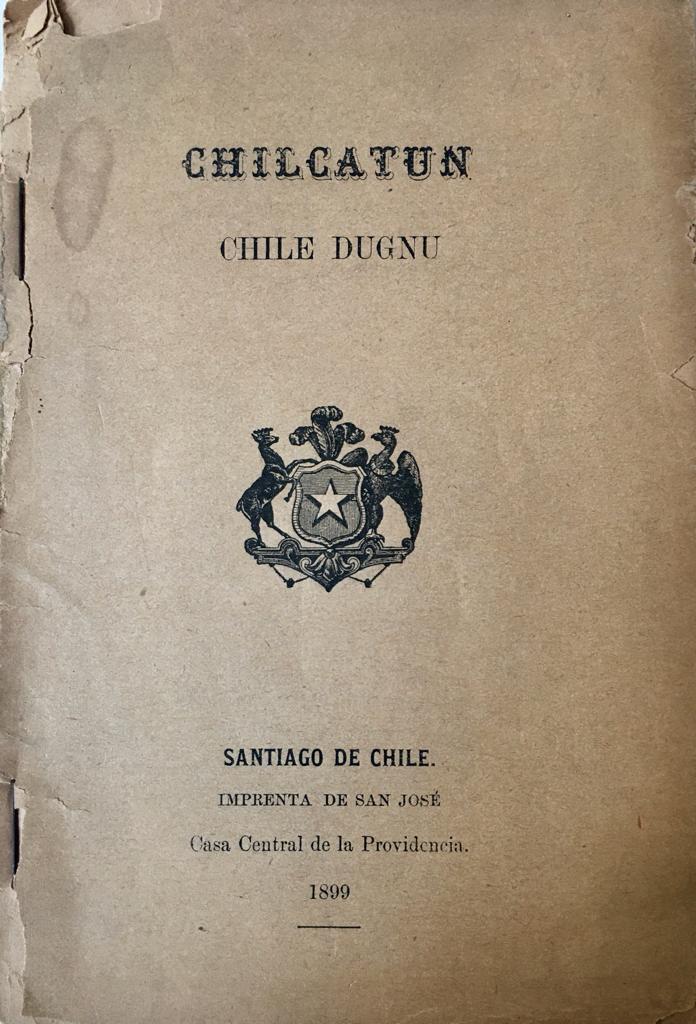 CHILCATUN
CHILE DUGNU
SANTIAGO DE CHILE.
IMPRENTA DE SAN JOSÉ
Casa Central de la Providencia.
1899